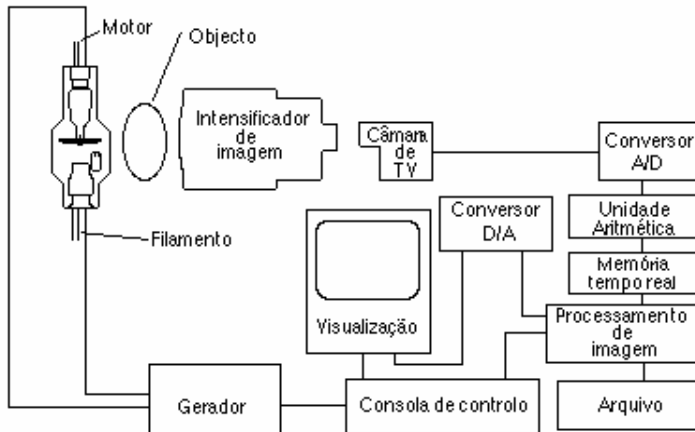 Motor
Objecto
Intensificador
de
imagem
Câmara
de
TV
Conversor
A/D
Unidade
Aritmética
Memória
tempo real
Processamento
de
imagem
Arquivo
Conversor
D/A
Visualização
Filamento
Gerador
Consola de controlo